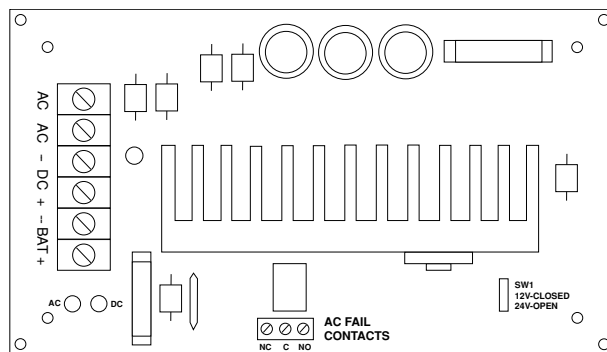 AC
AC
- DC +
-- BAT +
AC
DC
SW1
12V-CLOSED
24V-OPEN
AC FAIL
CONTACTS
NC C NO